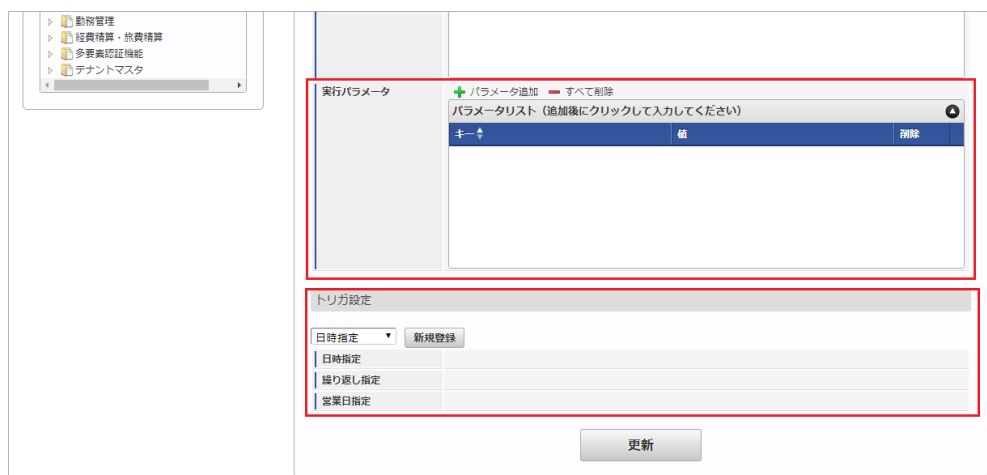 勤務管理
経費精算・旅費精算
多要素認証機能
テナントマスタ
実行パラメータ
パラメータ追加 すべて削除
パラメータリスト（追加後にクリックして入力してください）
キー 値 削除
トリガ設定
日時指定 新規登録
日時指定
繰り返し指定
営業日指定
更新